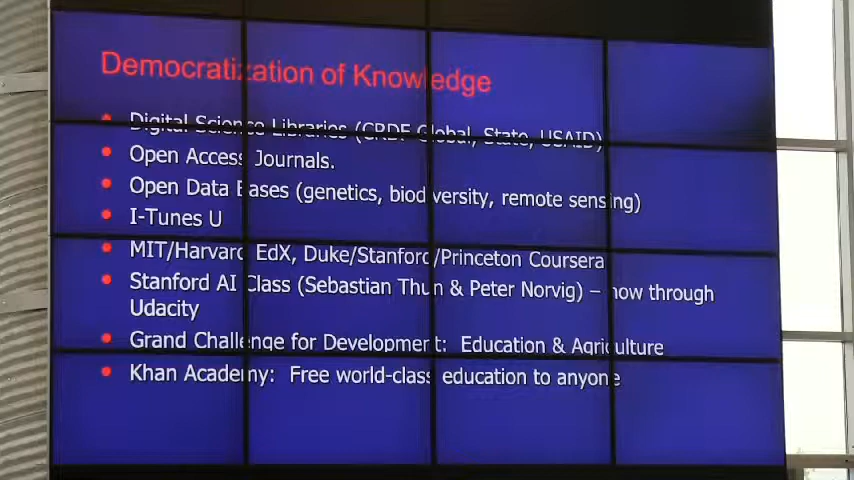 Democratization of Knowledge
• Digital Science Libraries (CRDF Global, State, USAID)
• Open Access Journals.
• Open Data Bases (genetics, biodiversity, remote sensing)
• I-Tunes U
• MIT/Harvard EdX, Duke/Stanford/Princeton Coursera
• Stanford AI Class (Sebastian Thun & Peter Norvig) – now through
Udacity
• Grand Challenge for Development: Education & Agriculture
• Khan Academy: Free world-class education to anyone